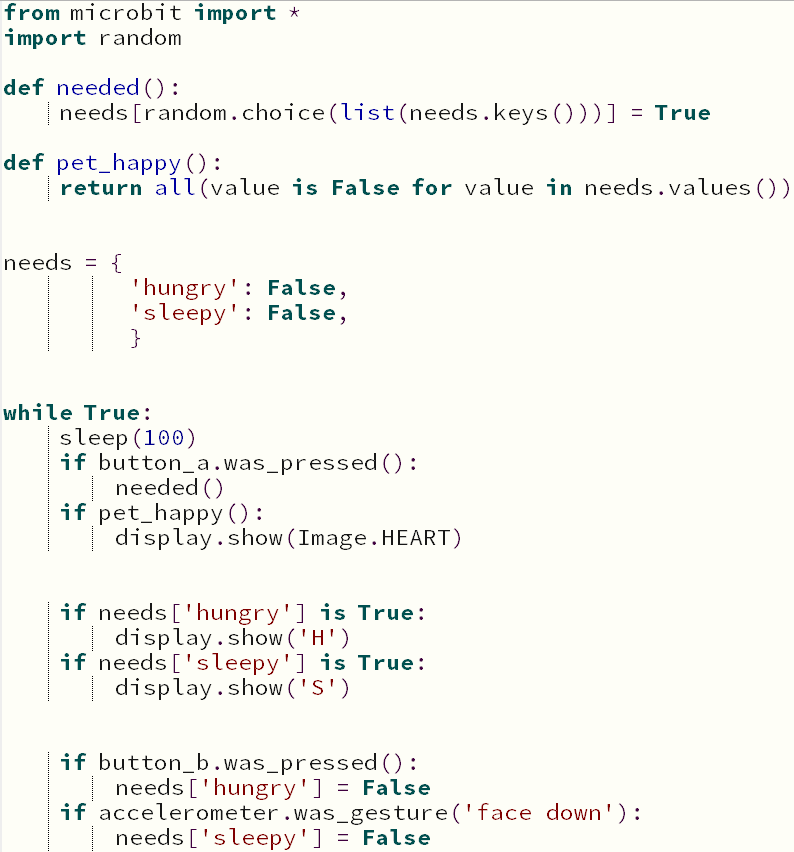 from microbit import *
import random
def needed():
    needs[random.choice(list(needs.keys()))] = True
def pet_happy():
    return all(value is False for value in needs.values())
needs = {
         'hungry': False,
         'sleepy': False,
         }
while True:
    sleep(100)
    if button_a.was_pressed():
        needed()
    if pet_happy():
        display.show(Image.HEART)
    if needs['hungry'] is True:
        display.show('H')
    if needs['sleepy'] is True:
        display.show('S')
    if button_b.was_pressed():
        needs['hungry'] = False
    if accelerometer.was_gesture('face down'):
        needs['sleepy'] = False